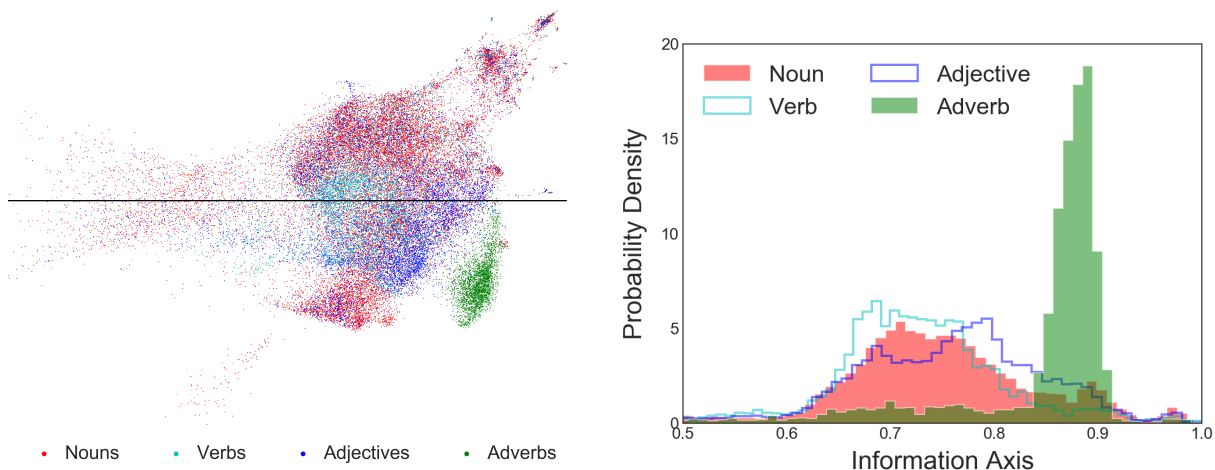 Nouns Verbs Adjectives Adverbs
20
15
10
5
0
Probability Density
Noun Adjective
Verb Adverb
0.5 0.6 0.7 0.8 0.9 1.0
Information Axis